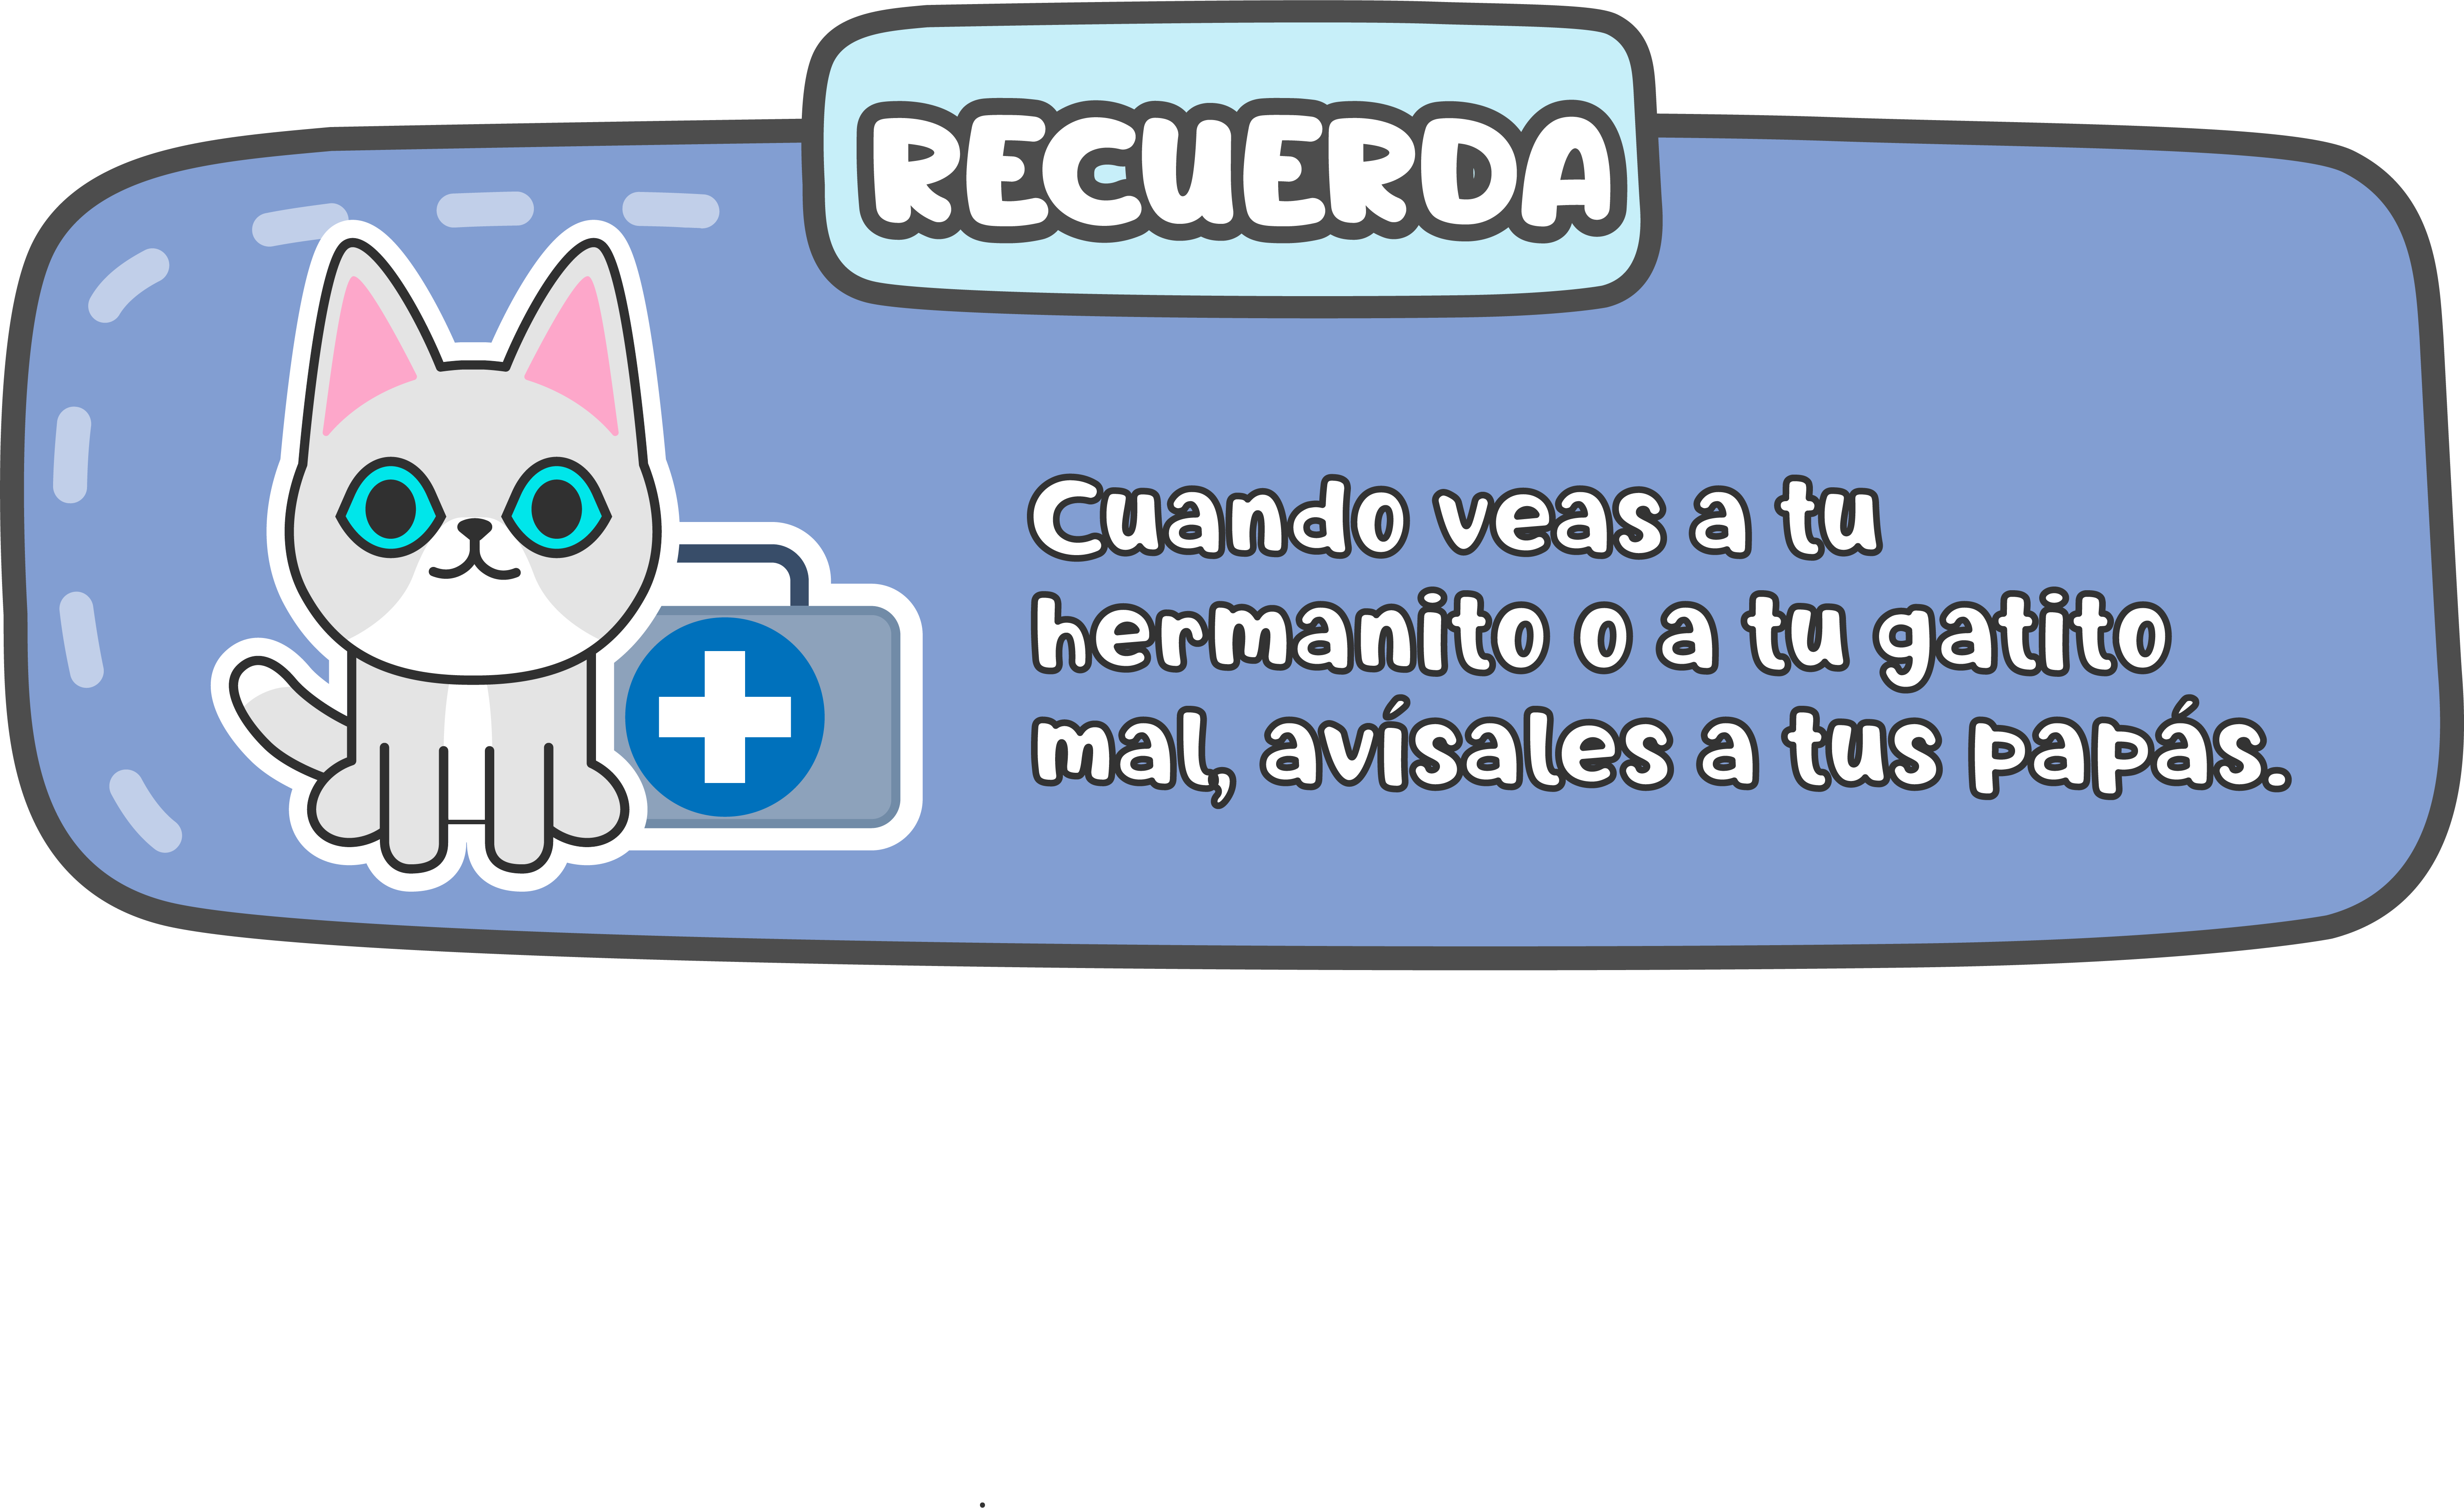 RECUERDA
Cuando veas a tu
hermanito o a tu gatito
mal, avísales a tus papás.